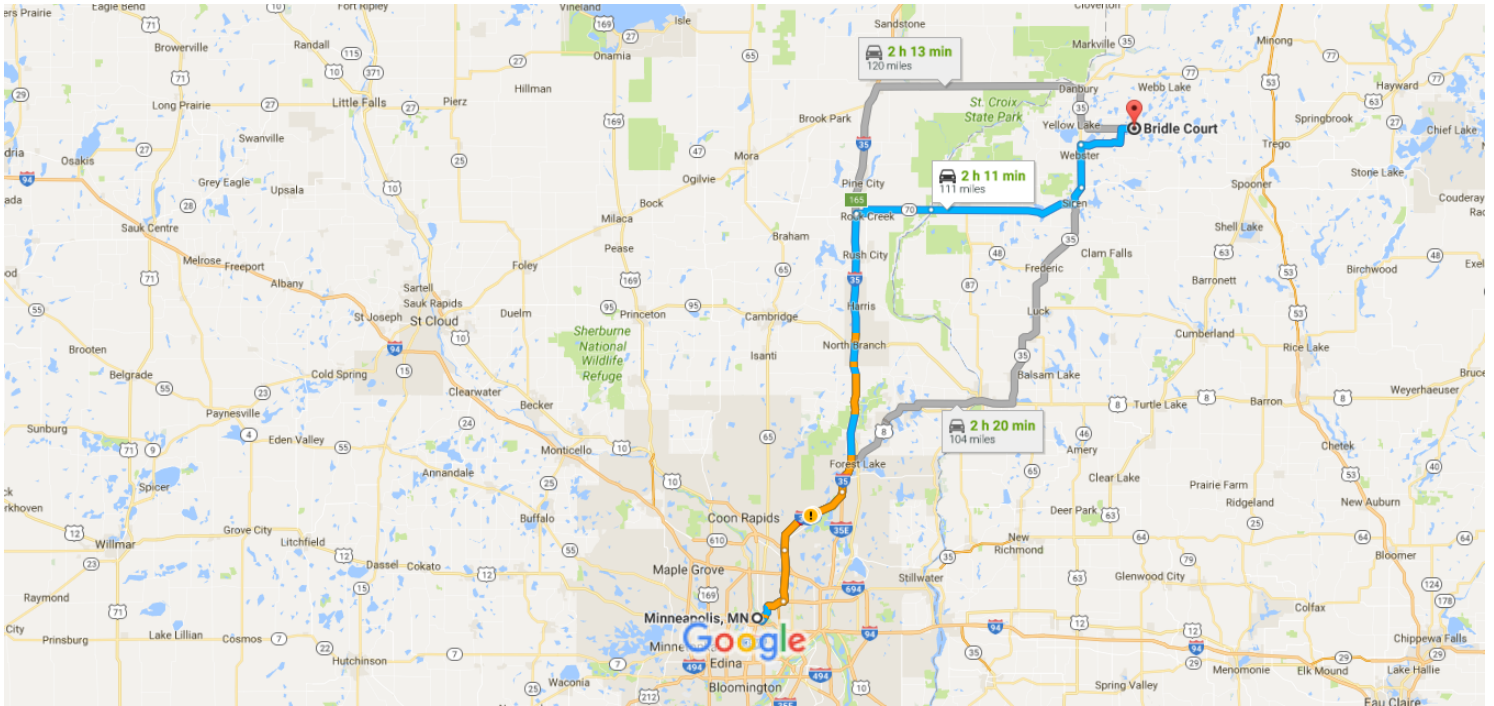 ers Prairie
Eagle Bend
Fort Ripley
Vineland
Isle
Sandstone
Cloverton
Browerville
Randall
Onamia
Markville
Minong
2 h 13 min
120 miles
Long Prairie
Little Falls
Pierz
Hillman
Danbury
Webb Lake
Hayward
St. Croix
State Park
Brook Park
Yellow Lake
Bridle Court
Springbrook
Chief Lake
Swanville
Osakis
Mora
Webster
Trego
Grey Eagle
Upsala
Ogilvie
Pine City
2 h 11 min
111 miles
Spooner
Stone Lake
Bock
165
Siren
Couderay
Sauk Centre
Milaca
Rock Creek
70
Braham
Shell Lake
Melrose
Freeport
Pease
Rush City
Clam Falls
Albany
Foley
Frederic
Barronett
Birchwood
Sartell
Sauk Rapids
St Joseph
St Cloud
Duelm
Princeton
Cambridge
Harris
Luck
Cumberland
Sherburne
National
Wildlife
Refuge
North Branch
Rice Lake
Brooten
Isanti
Belgrade
Cold Spring
Balsam Lake
Clearwater
Becker
Turtle Lake
Barron
Weyerhaeuser
Paynesville
2 h 20 min
104 miles
Sunburg
Eden Valley
Monticello
Amery
Chetek
Forest Lake
Annandale
Clear Lake
Spicer
Prairie Farm
Ridgeland
New Auburn
Buffalo
Coon Rapids
Deer Park
Grove City
Litchfield
Willmar
New
Richmond
Bloomer
Dassel
Cokato
Maple Grove
Stillwater
Glenwood City
Raymond
Colfax
Minneapolis, MN
Google
City
Prinsburg
Lake Lillian
Cosmos
Chippewa Falls
Hutchinson
Edina
Menomonie
Elk Mound
Lake Hallie
Waconia
Bloomington
Spring Valley
Eau Claire